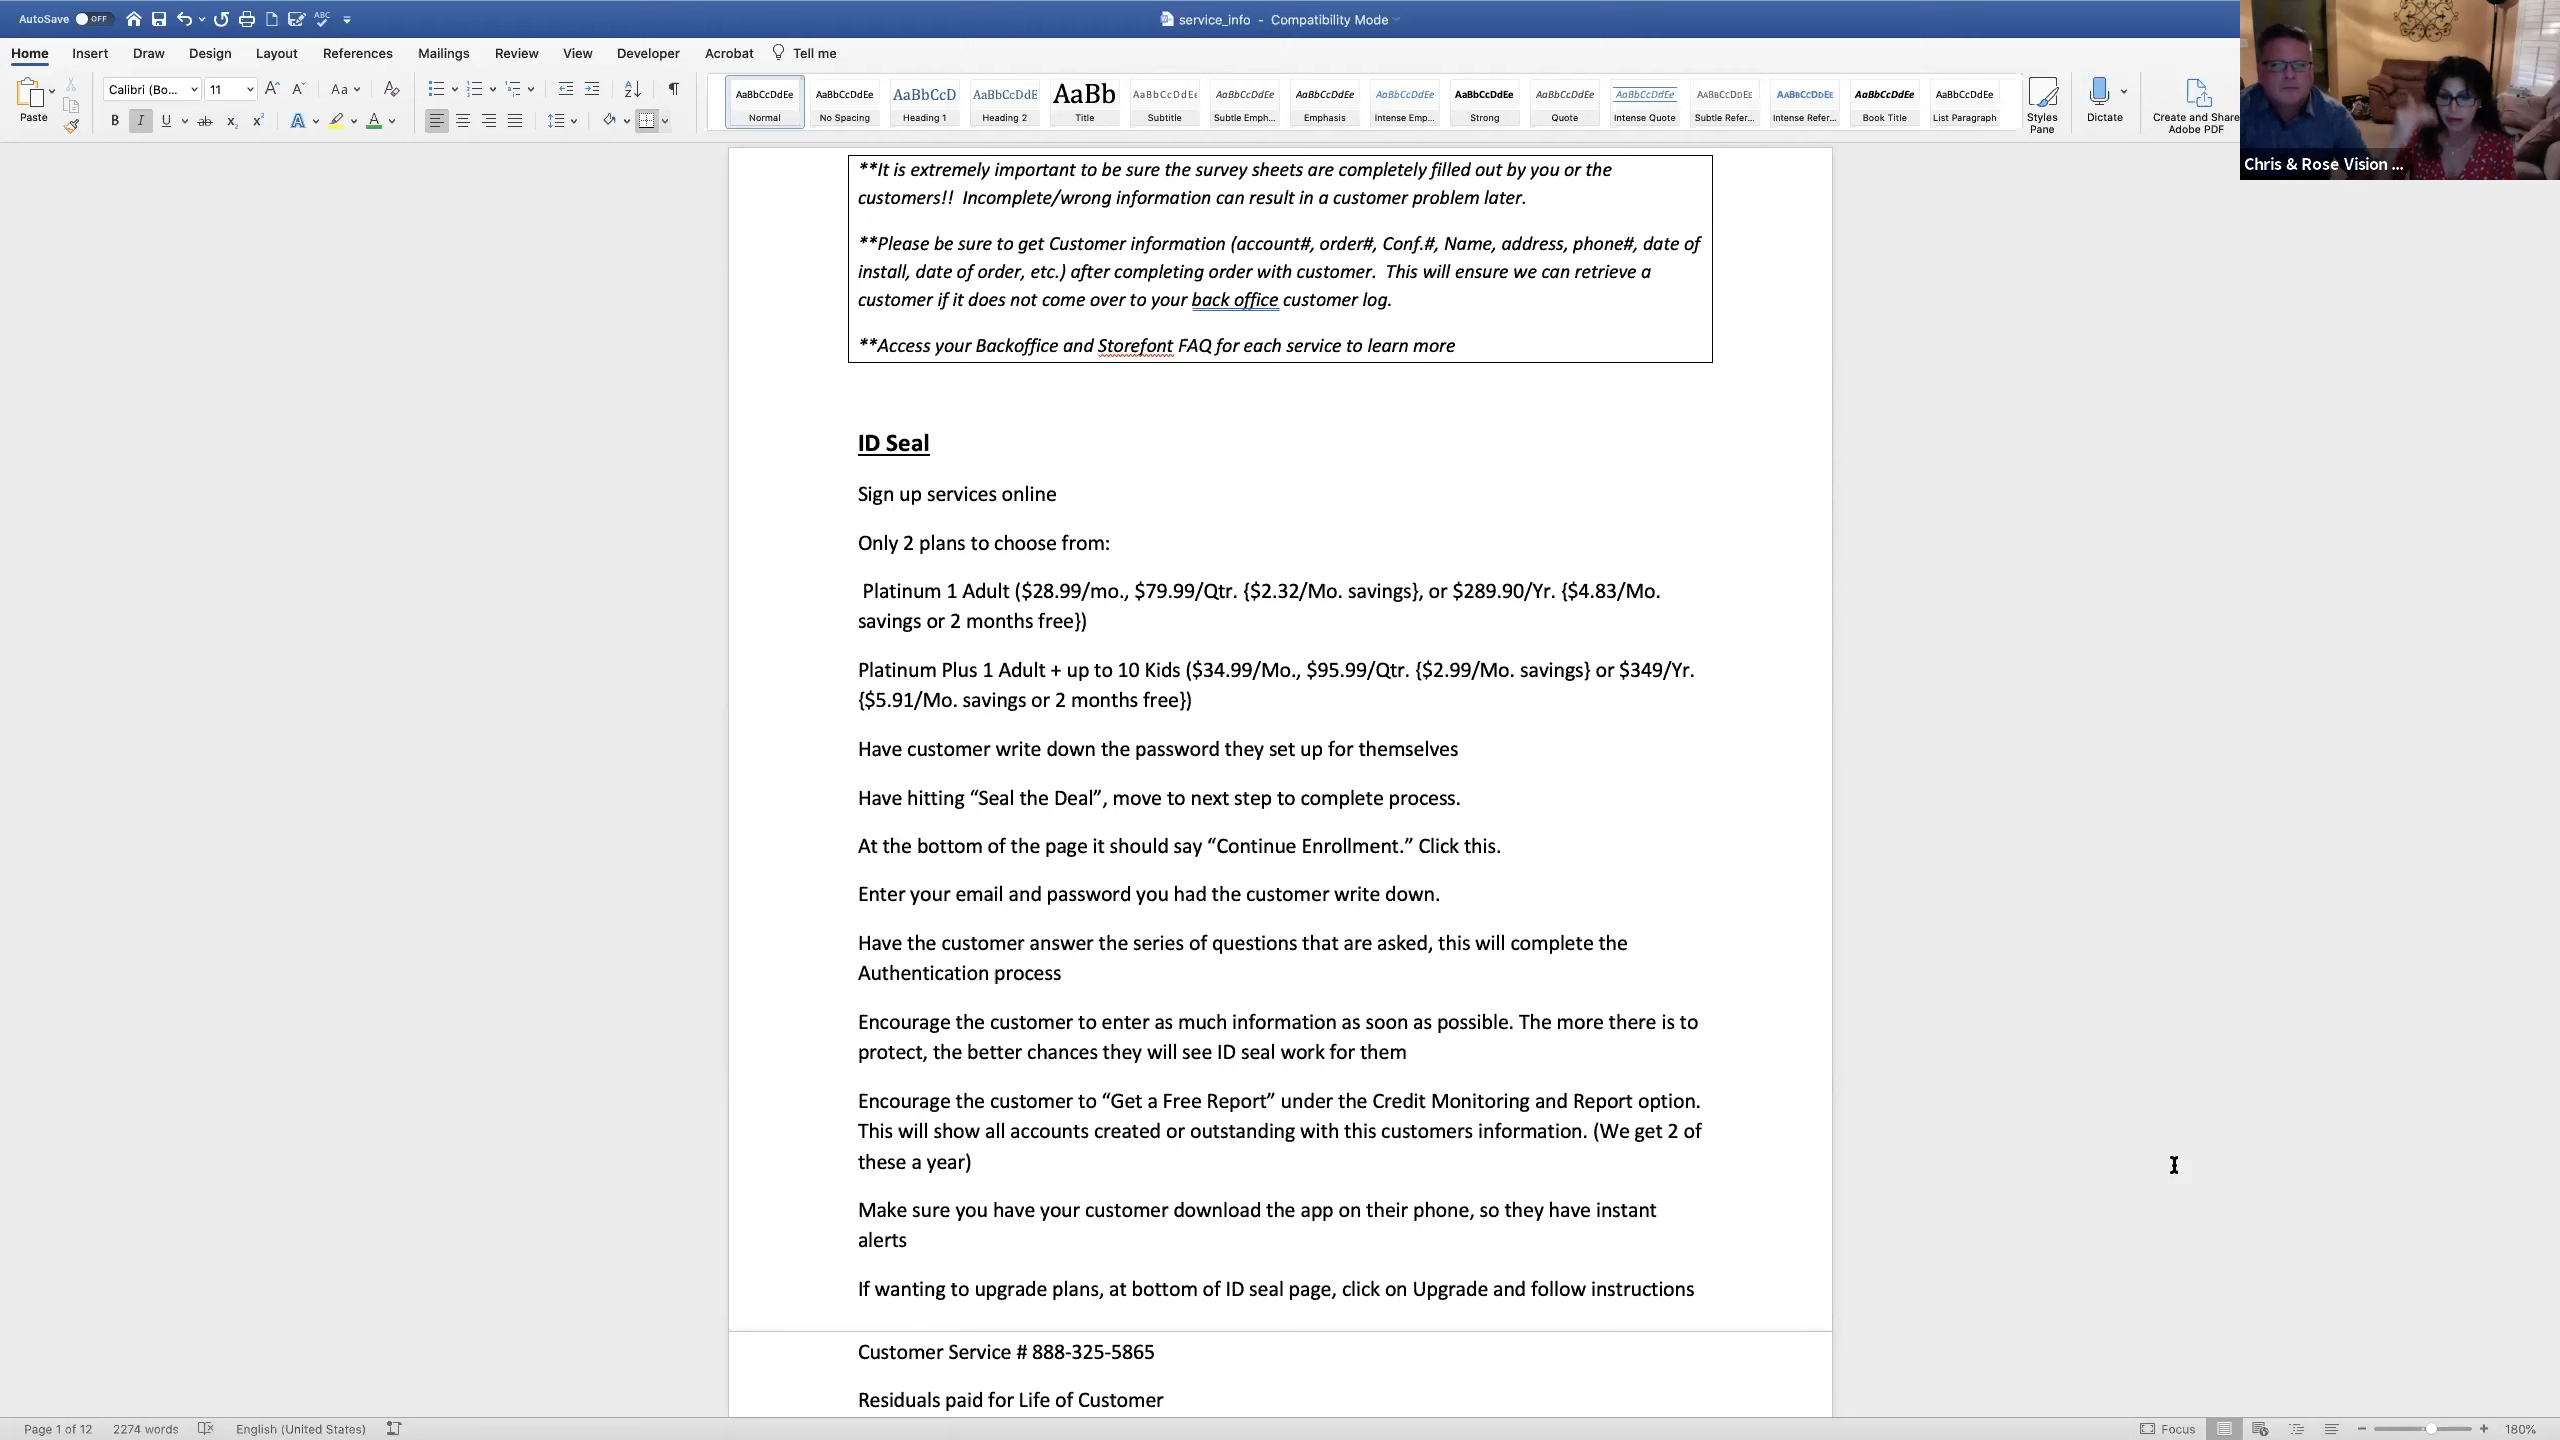 AutoSave OFF service_info - Compatibility Mode
Home Insert Draw Design Layout References Mailings Review View Developer Acrobat Tell me
Paste
Calibri (Bo... 11
AaBbCcDdEe AaBbCcDdEe AaBbCcD AaBbCcDdE AaBb AaBbCcDdEe AaBbCcDdEe AaBbCcDdEe AaBbCcDdEe AaBbCcDdEe AaBbCcDdEe AaBbCcDdEe AaBbCcDdEe AaBbCcDdEe AaBbCcDdEe AaBbCcDdEe
Normal No Spacing Heading 1 Heading 2 Title Subtitle Subtle Emph... Emphasis Intense Emp... Strong Quote Intense Quote Subtle Refer... Intense Refer... Book Title List Paragraph
Styles Pane
Dictate
Create and Share
Adobe PDF
Chris & Rose Vision ...
**It is extremely important to be sure the survey sheets are completely filled out by you or the
customers!! Incomplete/wrong information can result in a customer problem later.
**Please be sure to get Customer information (account#, order#, Conf.#, Name, address, phone#, date of
install, date of order, etc.) after completing order with customer. This will ensure we can retrieve a
customer if it does not come over to your back office customer log.
**Access your Backoffice and Storefont FAQ for each service to learn more
ID Seal
Sign up services online
Only 2 plans to choose from:
Platinum 1 Adult ($28.99/mo., $79.99/Qtr. {$2.32/Mo. savings}, or $289.90/Yr. {$4.83/Mo.
savings or 2 months free})
Platinum Plus 1 Adult + up to 10 Kids ($34.99/Mo., $95.99/Qtr. {$2.99/Mo. savings} or $349/Yr.
{$5.91/Mo. savings or 2 months free})
Have customer write down the password they set up for themselves
Have hitting “Seal the Deal”, move to next step to complete process.
At the bottom of the page it should say “Continue Enrollment.” Click this.
Enter your email and password you had the customer write down.
Have the customer answer the series of questions that are asked, this will complete the
Authentication process
Encourage the customer to enter as much information as soon as possible. The more there is to
protect, the better chances they will see ID seal work for them
Encourage the customer to “Get a Free Report” under the Credit Monitoring and Report option.
This will show all accounts created or outstanding with this customers information. (We get 2 of
these a year)
Make sure you have your customer download the app on their phone, so they have instant
alerts
If wanting to upgrade plans, at bottom of ID seal page, click on Upgrade and follow instructions
Customer Service # 888-325-5865
Residuals paid for Life of Customer
Page 1 of 12 2274 words English (United States) Focus 180%